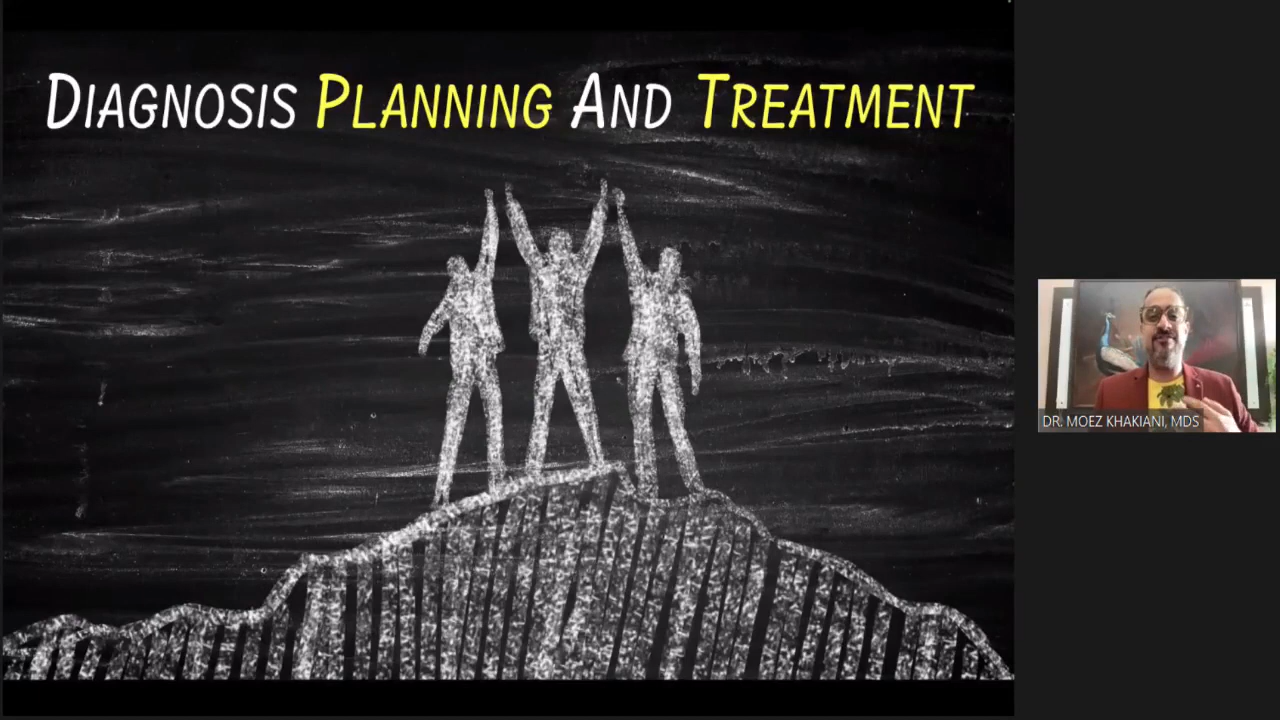 Diagnosis Planning And Treatment
DR. MOEZ KHAKIANI, MDS